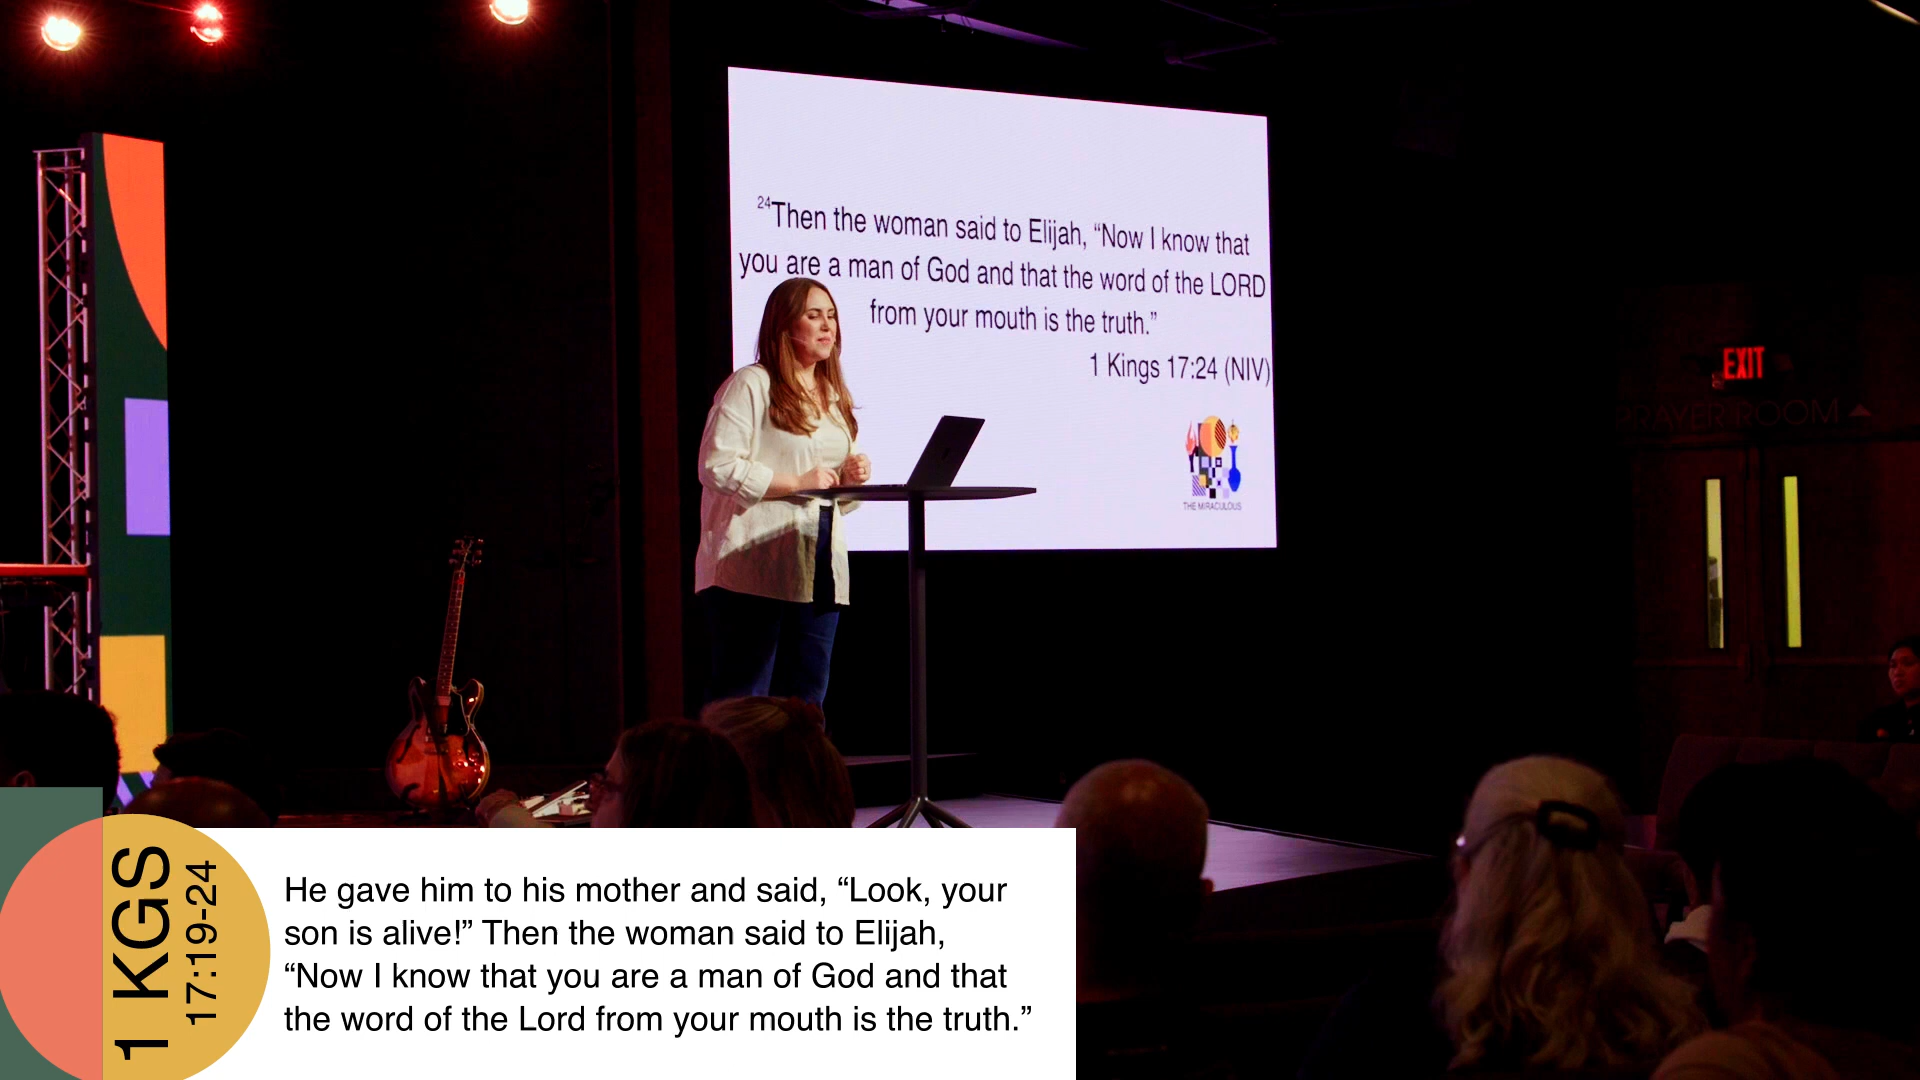 24Then the woman said to Elijah, “Now I know that
you are a man of God and that the word of the LORD
from your mouth is the truth.”
1 Kings 17:24 (NIV)
THE MIRACULOUS
EXIT
PRAYER ROOM
1 KGS
17:19-24
He gave him to his mother and said, “Look, your
son is alive!” Then the woman said to Elijah,
“Now I know that you are a man of God and that
the word of the Lord from your mouth is the truth.”